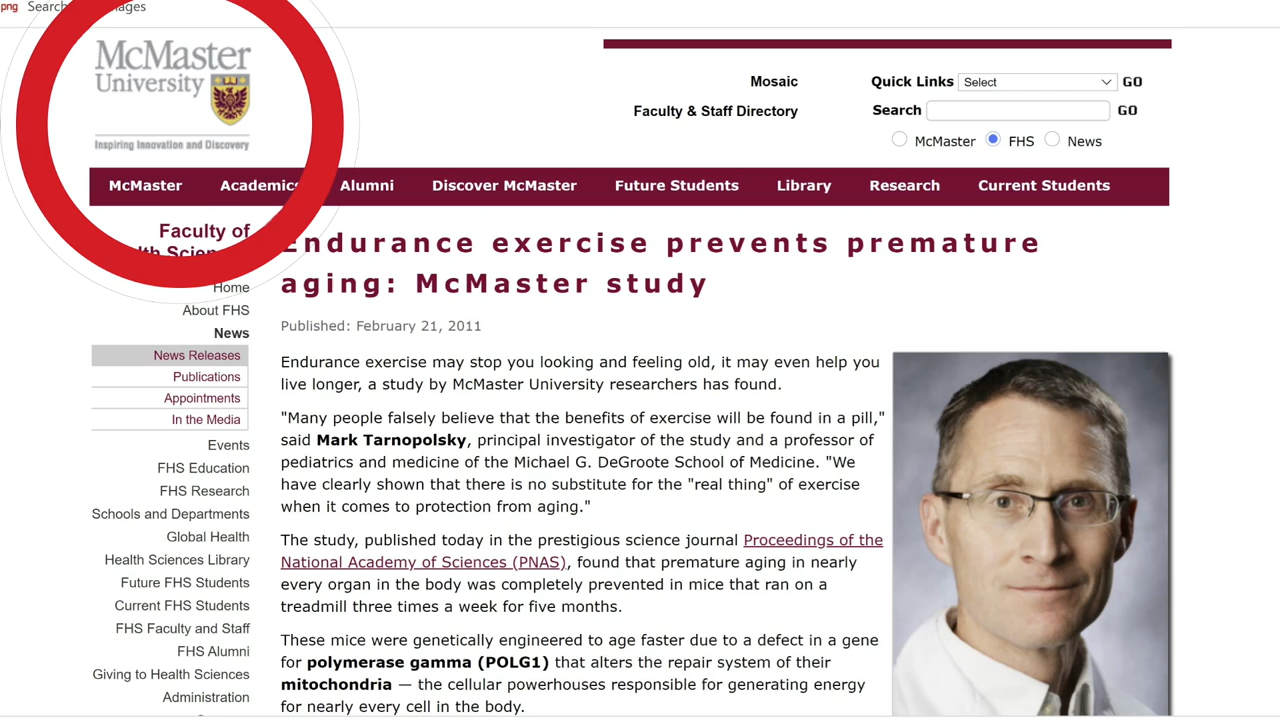 png Search ages
McMaster
University
Inspiring Innovation and Discovery
Mosaic
Faculty & Staff Directory
Quick Links Select GO
Search GO
McMaster FHS News
McMaster Academics Alumni Discover McMaster Future Students Library Research Current Students
Faculty of
Home
About FHS
News
News Releases
Publications
Appointments
In the Media
Events
FHS Education
FHS Research
Schools and Departments
Global Health
Health Sciences Library
Future FHS Students
Current FHS Students
FHS Faculty and Staff
FHS Alumni
Giving to Health Sciences
Administration
Endurance exercise prevents premature
aging: McMaster study
Published: February 21, 2011
Endurance exercise may stop you looking and feeling old, it may even help you
live longer, a study by McMaster University researchers has found.
"Many people falsely believe that the benefits of exercise will be found in a pill,"
said Mark Tarnopolsky, principal investigator of the study and a professor of
pediatrics and medicine of the Michael G. DeGroote School of Medicine. "We
have clearly shown that there is no substitute for the "real thing" of exercise
when it comes to protection from aging."
The study, published today in the prestigious science journal Proceedings of the
National Academy of Sciences (PNAS), found that premature aging in nearly
every organ in the body was completely prevented in mice that ran on a
treadmill three times a week for five months.
These mice were genetically engineered to age faster due to a defect in a gene
for polymerase gamma (POLG1) that alters the repair system of their
mitochondria — the cellular powerhouses responsible for generating energy
for nearly every cell in the body.